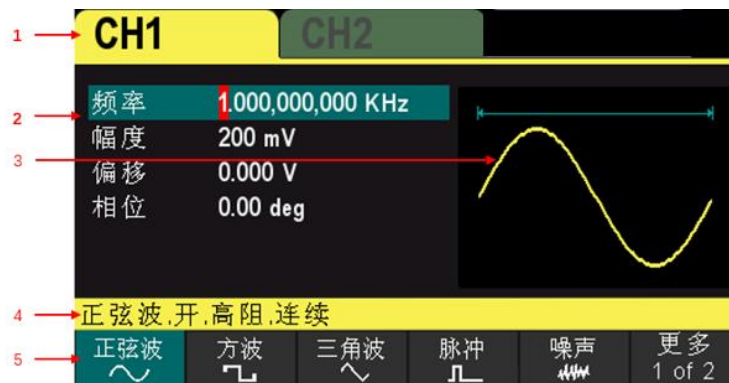 1 CH1 CH2
2 频率 1.000,000,000 KHz
幅度 200 mV
3
偏移 0.000 V
相位 0.00 deg
4 正弦波,开,高阻,连续
5 正弦波 方波 三角波 脉冲 噪声 更多
1 of 2